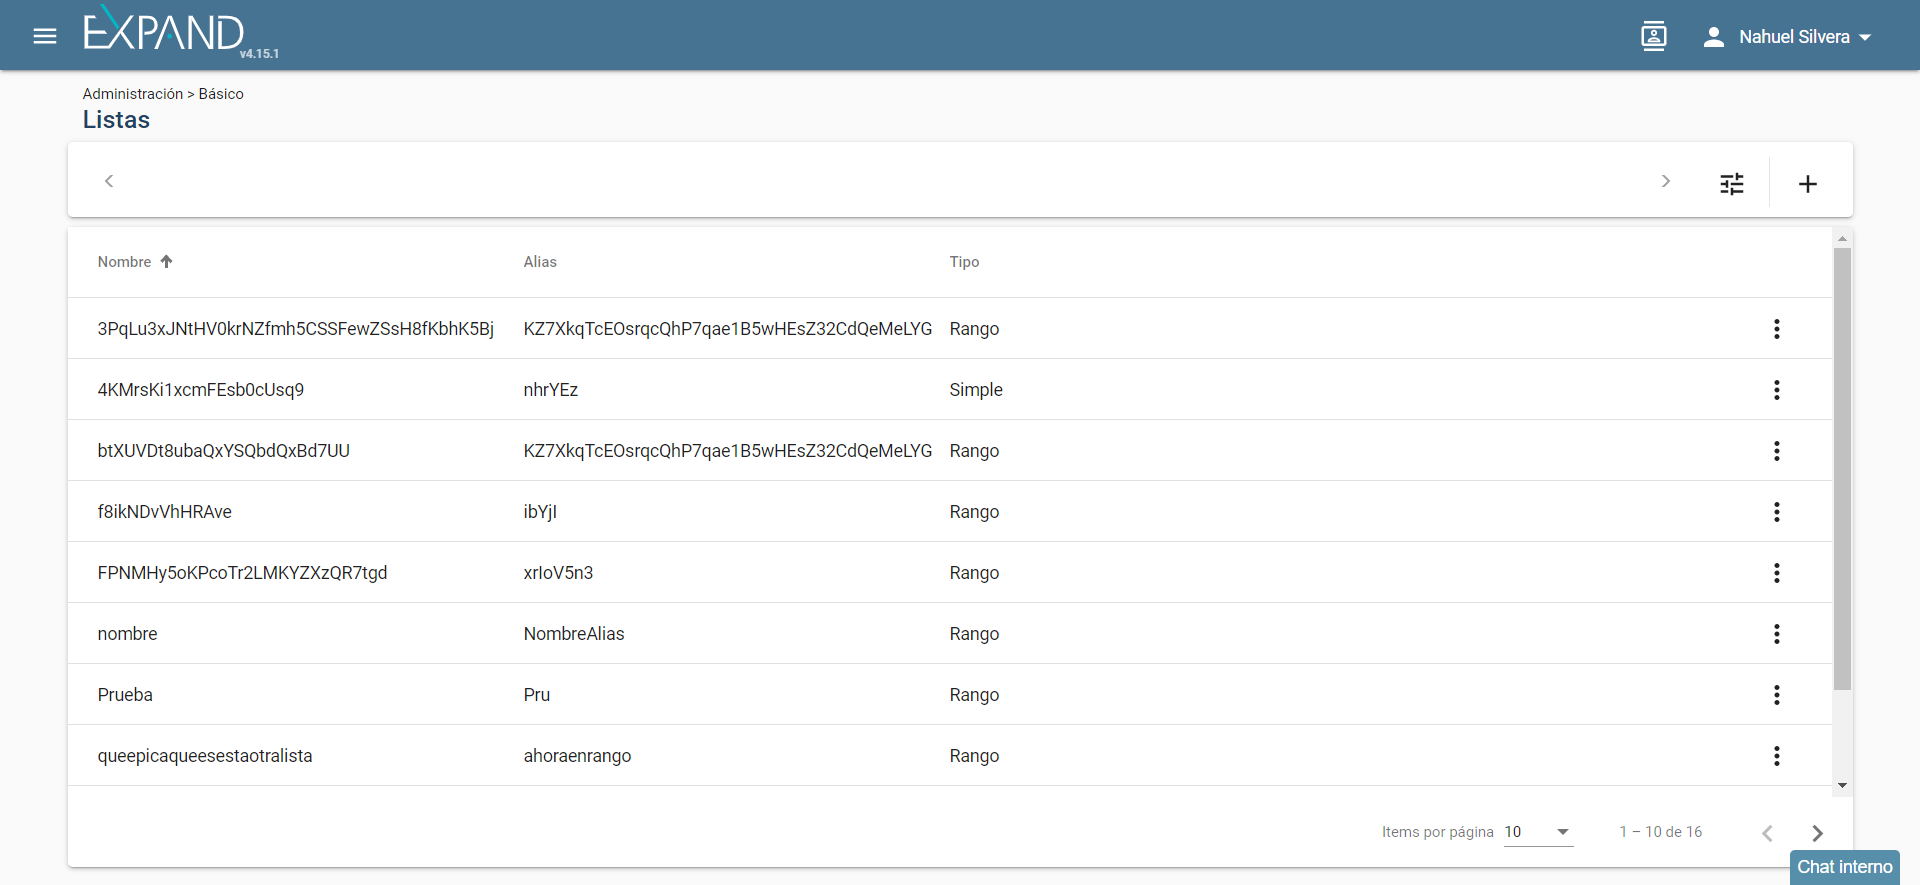 EXPAND
v4.15.1
Nahuel Silvera
Administración > Básico
Listas
Nombre Alias Tipo
3PqLu3xJNtHV0krNZfmh5CSSFewZSsH8fKbhK5Bj KZ7XkqTcEOsrqcQhP7qae1B5wHEsZ32CdQeMeLYG Rango
4KMrsKi1xcmFEsb0cUsq9 nhrYEz Simple
btXUVDt8ubaQxYSQbdQxBd7UU KZ7XkqTcEOsrqcQhP7qae1B5wHEsZ32CdQeMeLYG Rango
f8ikNDvVhHRAve ibYjI Rango
FPNMHy5oKPcoTr2LMKYZXzQR7tgd xrIoV5n3 Rango
nombre NombreAlias Rango
Prueba Pru Rango
queepicaqueesestaotralista ahoraenrango Rango
Items por página 10 1 – 10 de 16
Chat interno